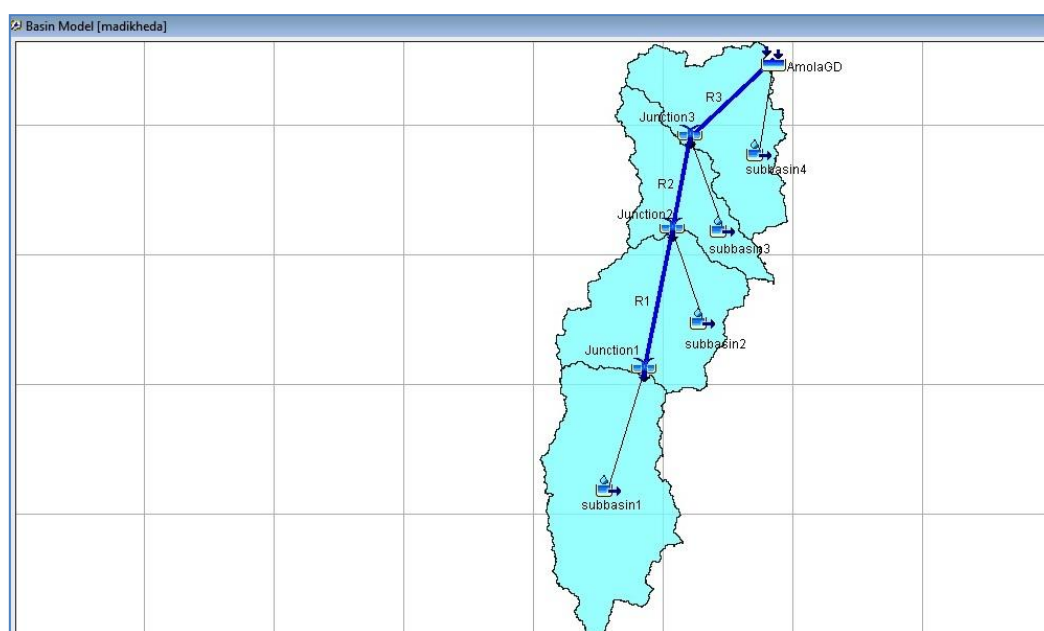 Basin Model [madikheda]
AmolaGD
R3
Junction3
subbasin4
R2
Junction2
subbasin3
R1
subbasin2
Junction1
subbasin1